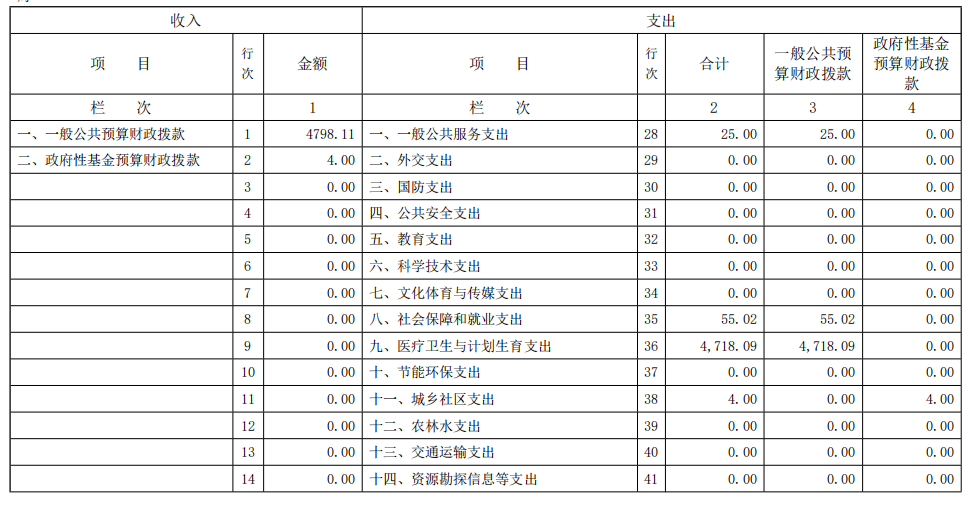 收入 支出
项 目 行次 金额 项 目 行次 合计 一般公共预算财政拨款 政府性基金预算财政拨款
栏 次 1 栏 次 2 3 4
一、一般公共预算财政拨款 1 4798.11 一、一般公共服务支出 28 25.00 25.00 0.00
二、政府性基金预算财政拨款 2 4.00 二、外交支出 29 0.00 0.00 0.00
3 0.00 三、国防支出 30 0.00 0.00 0.00
4 0.00 四、公共安全支出 31 0.00 0.00 0.00
5 0.00 五、教育支出 32 0.00 0.00 0.00
6 0.00 六、科学技术支出 33 0.00 0.00 0.00
7 0.00 七、文化体育与传媒支出 34 0.00 0.00 0.00
8 0.00 八、社会保障和就业支出 35 55.02 55.02 0.00
9 0.00 九、医疗卫生与计划生育支出 36 4,718.09 4,718.09 0.00
10 0.00 十、节能环保支出 37 0.00 0.00 0.00
11 0.00 十一、城乡社区支出 38 4.00 0.00 4.00
12 0.00 十二、农林水支出 39 0.00 0.00 0.00
13 0.00 十三、交通运输支出 40 0.00 0.00 0.00
14 0.00 十四、资源勘探信息等支出 41 0.00 0.00 0.00